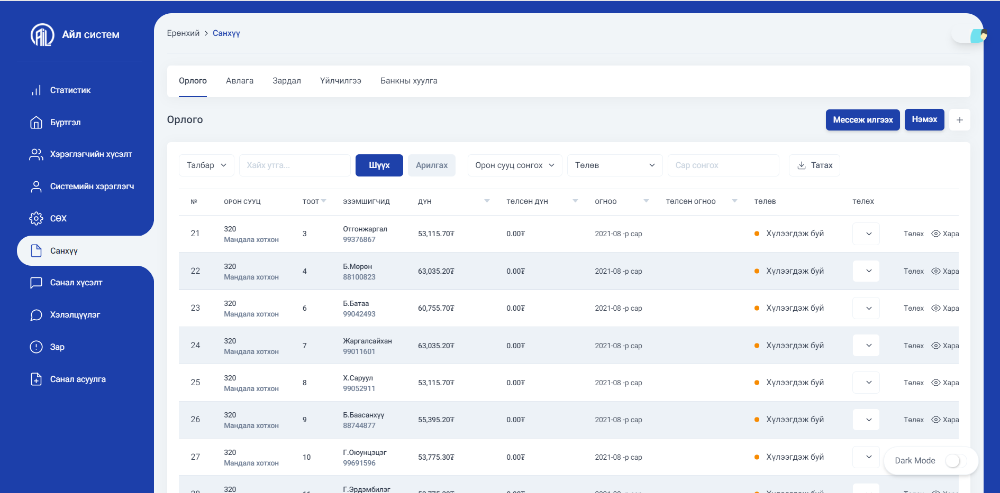 Айл систем
Ерөнхий > Санхүү
Статистик
Бүртгэл
Хэрэглэгчийн хүсэлт
Системийн хэрэглэгч
СӨХ
Санхүү
Санал хүсэлт
Хэлэлцүүлэг
Зар
Санал асуулга
Орлого Авлага Зардал Үйлчилгээ Банкны хуулга
Орлого
Мессеж илгээх Нэмэх +
Талбар Хайх утга... Шүүх Арилгах Орон сууц сонгох Төлөв Сар сонгох Татах
№ ОРОН СУУЦ ТООТ ЭЗЭМШИГЧИД ДҮН ТӨЛСӨН ДҮН ОГНОО ТӨЛСӨН ОГНОО ТӨЛӨВ ТӨЛӨХ
21 320 3 Отгонжаргал 53,115.70₮ 0.00₮ 2021-08 -р сар Хүлээгдэж буй Төлөх Хара
Мандала хотхон 99376867
22 320 4 Б.Мөрөн 63,035.20₮ 0.00₮ 2021-08 -р сар Хүлээгдэж буй Төлөх Хара
Мандала хотхон 88100823
23 320 6 Б.Батаа 60,755.70₮ 0.00₮ 2021-08 -р сар Хүлээгдэж буй Төлөх Хара
Мандала хотхон 99042493
24 320 7 Жаргалсайхан 63,035.20₮ 0.00₮ 2021-08 -р сар Хүлээгдэж буй Төлөх Хара
Мандала хотхон 99011601
25 320 8 Х.Саруул 53,115.70₮ 0.00₮ 2021-08 -р сар Хүлээгдэж буй Төлөх Хара
Мандала хотхон 99052911
26 320 9 Б.Баасанхүү 55,395.20₮ 0.00₮ 2021-08 -р сар Хүлээгдэж буй Төлөх Хара
Мандала хотхон 88744877
27 320 10 Г.Оюунцэцэг 53,775.30₮ 0.00₮ 2021-08 -р сар Хүлээгдэж буй
Мандала хотхон 99691596
320 Г.Эрдэмбилэг
Dark Mode